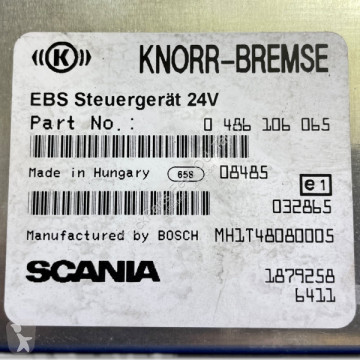 ((( K ))) KNORR-BREMSE
EBS Steuergerät 24V
Part No.: 0 486 106 065
Made in Hungary 658 08485
e1
032865
Manufactured by BOSCH MH1T48080005
SCANIA 1879258
6411